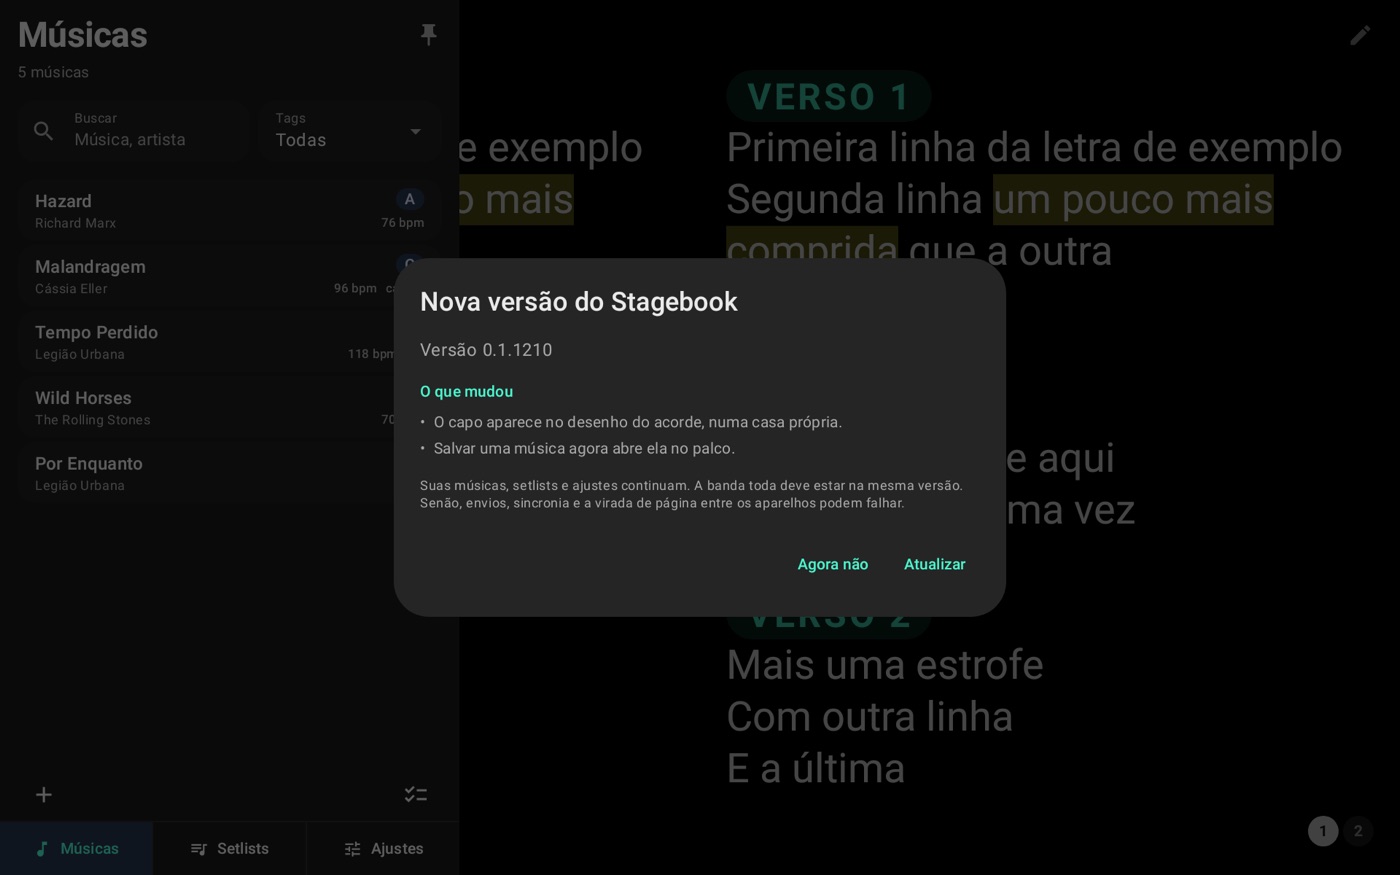 Músicas
5 músicas
Buscar
Música, artista
Tags
Todas
Hazard
A
Richard Marx
76 bpm
Malandragem
Cássia Eller
96 bpm
Tempo Perdido
Legião Urbana
118 bpm
Wild Horses
The Rolling Stones
70
Por Enquanto
Legião Urbana
Músicas
Setlists
Ajustes
e exemplo
o mais
VERSO 1
Primeira linha da letra de exemplo
Segunda linha um pouco mais
comprida que a outra
e aqui
ma vez
VERSO 2
Mais uma estrofe
Com outra linha
E a última
1 2
Nova versão do Stagebook
Versão 0.1.1210
O que mudou
• O capo aparece no desenho do acorde, numa casa própria.
• Salvar uma música agora abre ela no palco.
Suas músicas, setlists e ajustes continuam. A banda toda deve estar na mesma versão.
Senão, envios, sincronia e a virada de página entre os aparelhos podem falhar.
Agora não
Atualizar